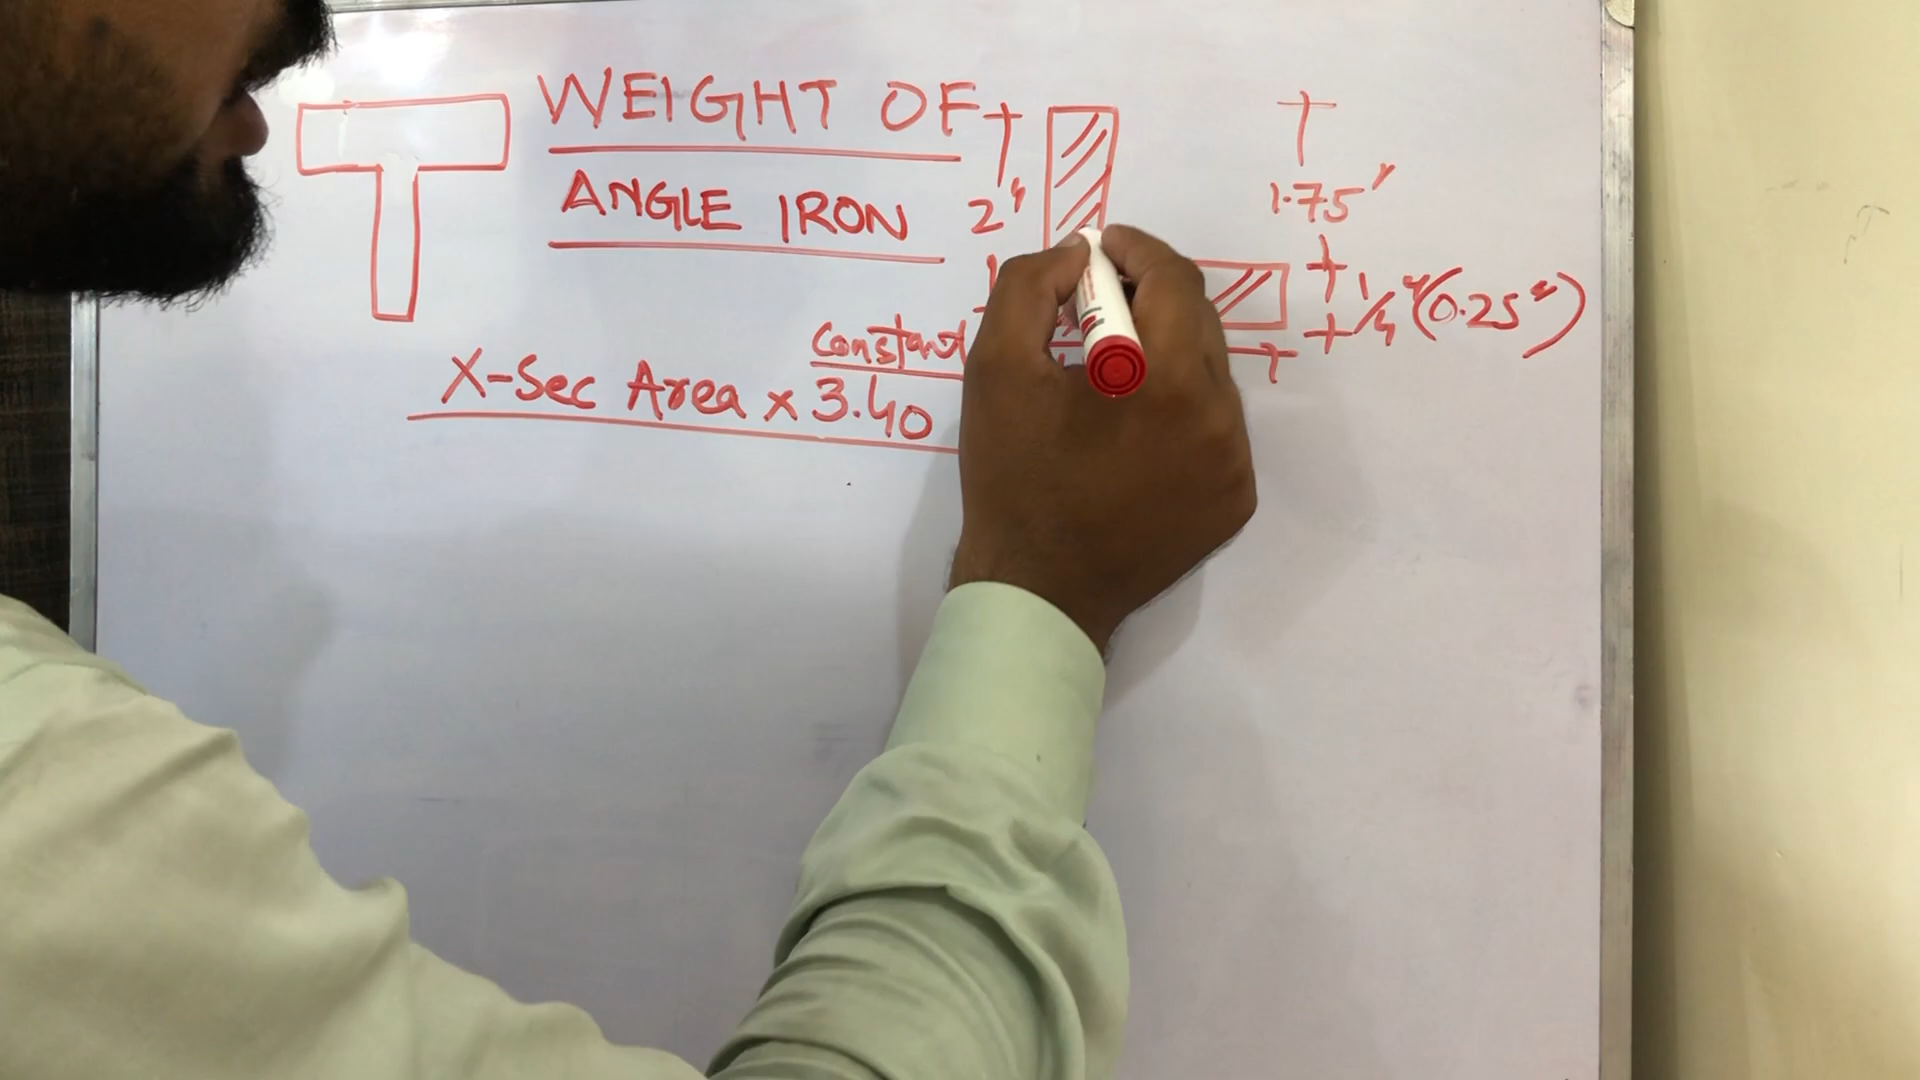 WEIGHT OF
ANGLE IRON
2"
1.75"
1/4" (0.25")
Constant
X-Sec Area x 3.40